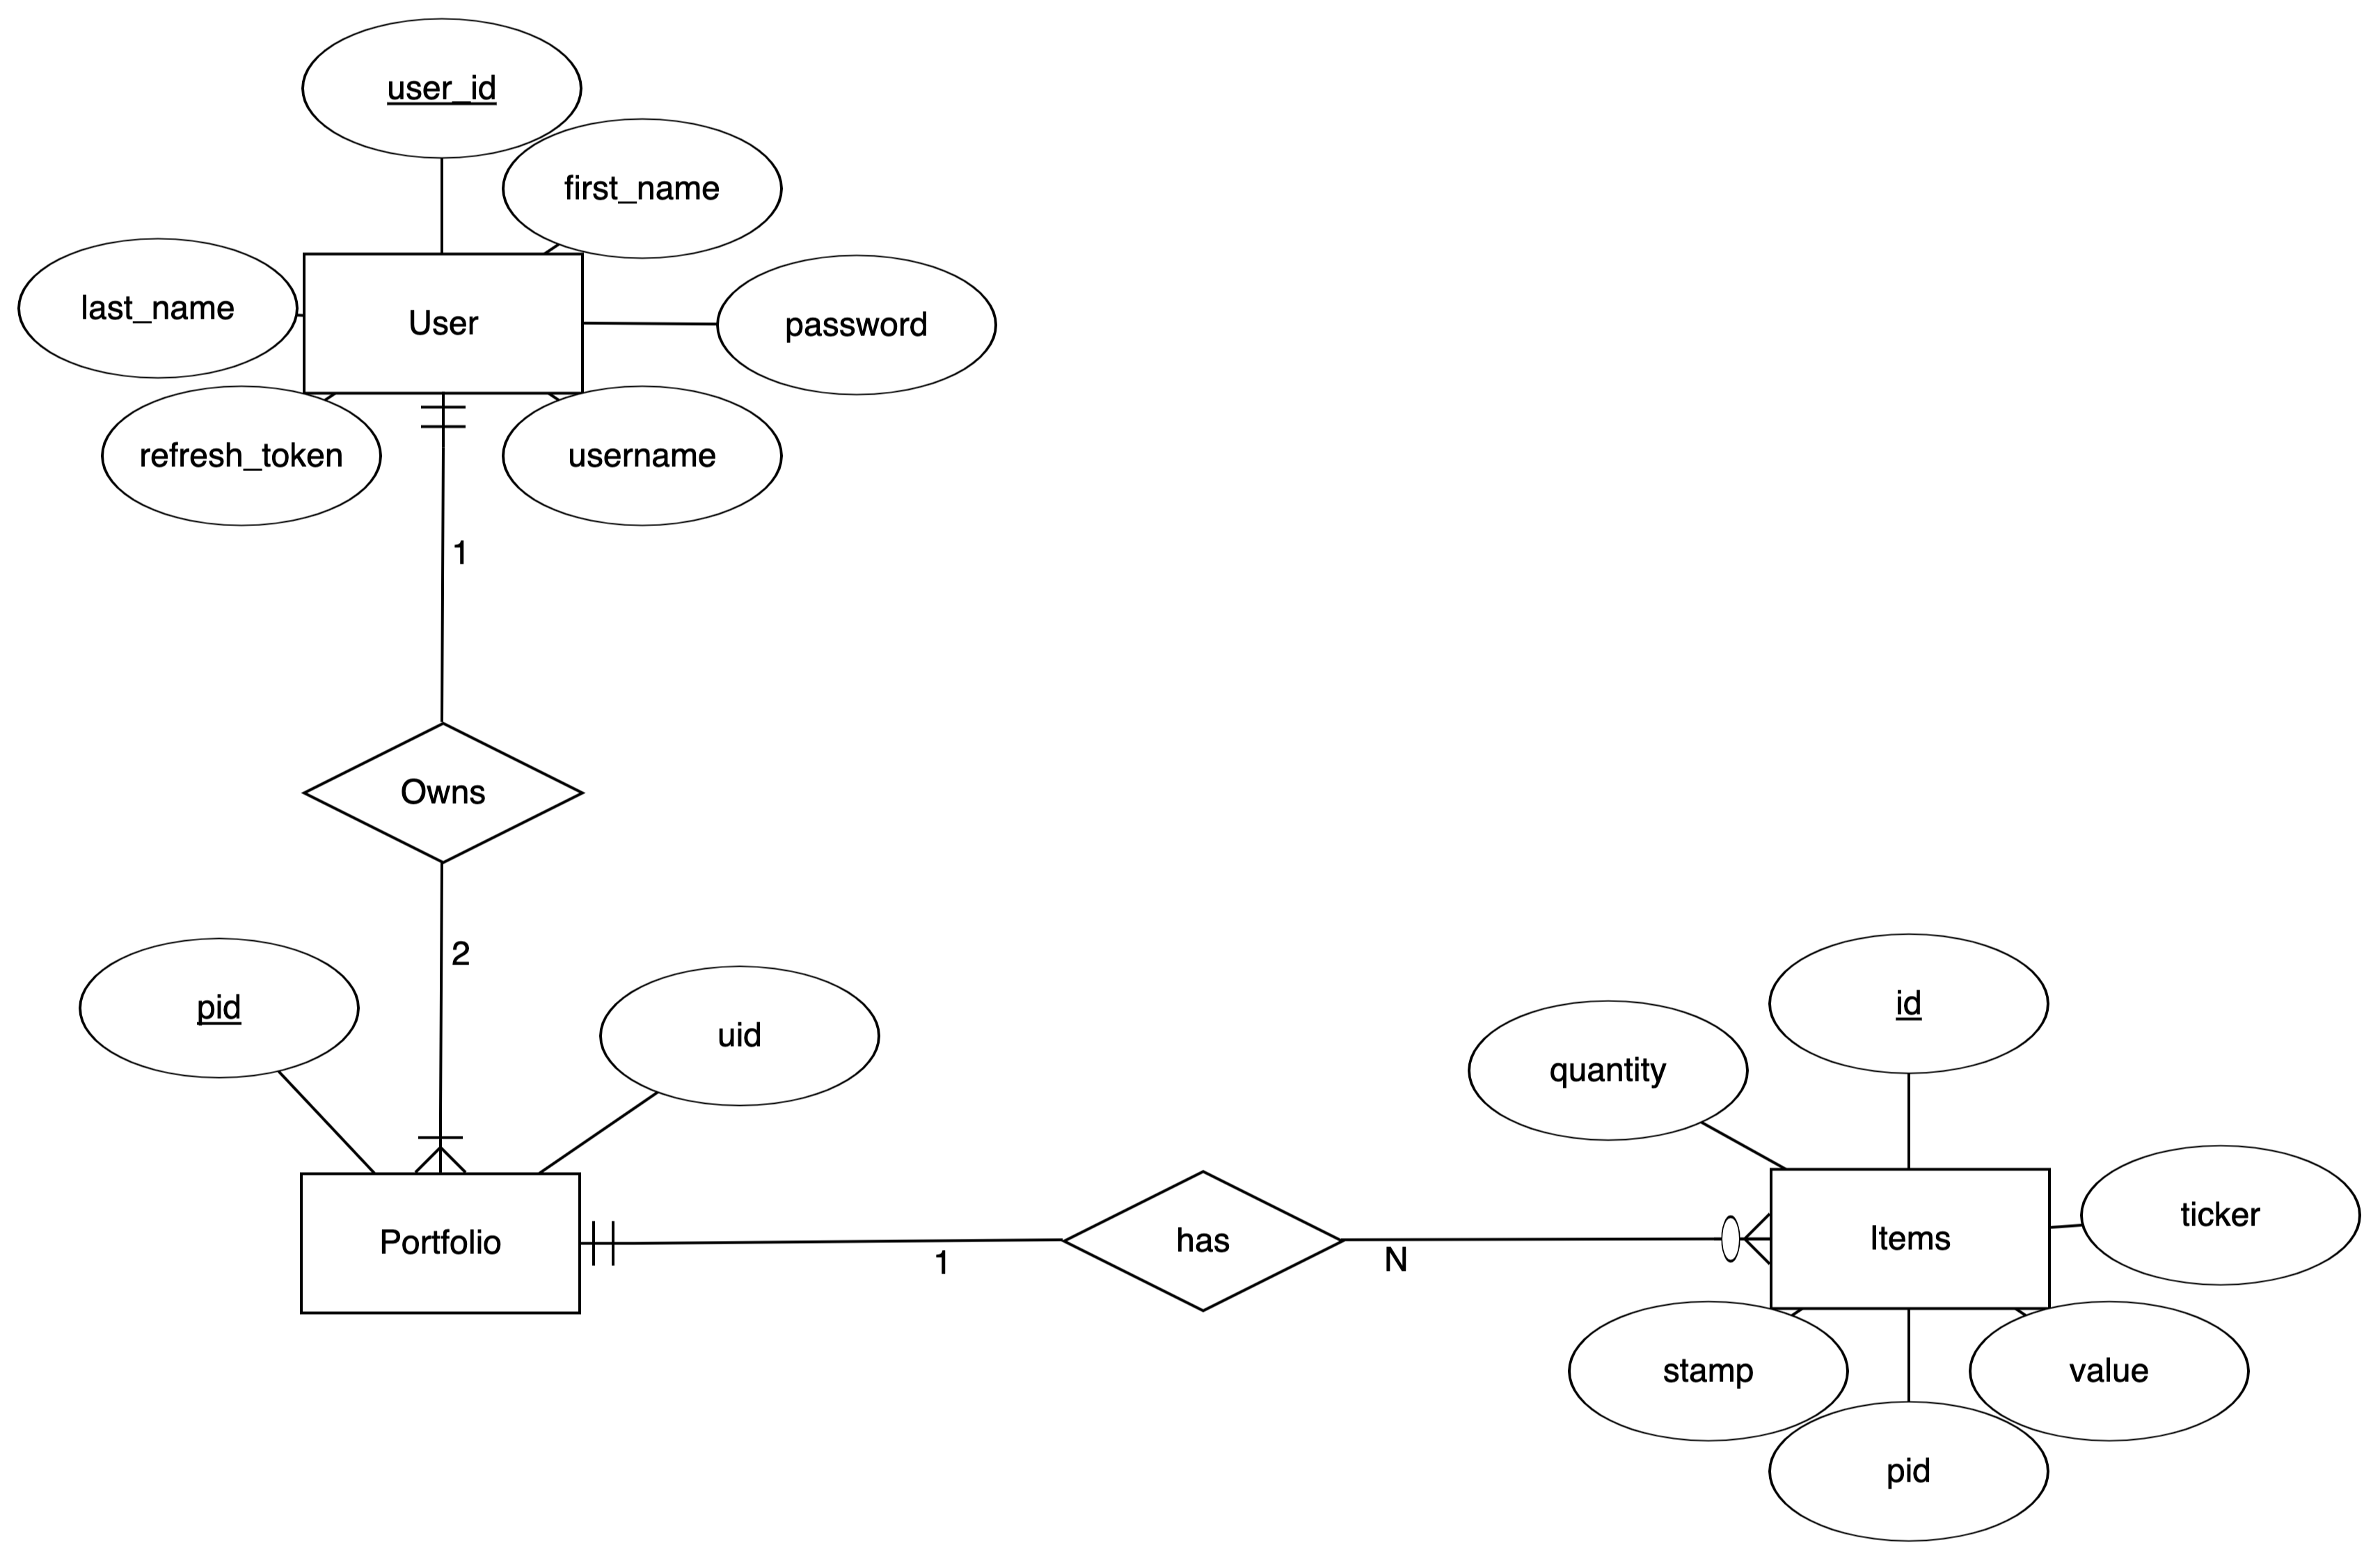 user_id
first_name
last_name
User
password
refresh_token
username
1
Owns
2
pid
uid
id
quantity
ticker
Portfolio
has
Items
1
N
stamp
value
pid